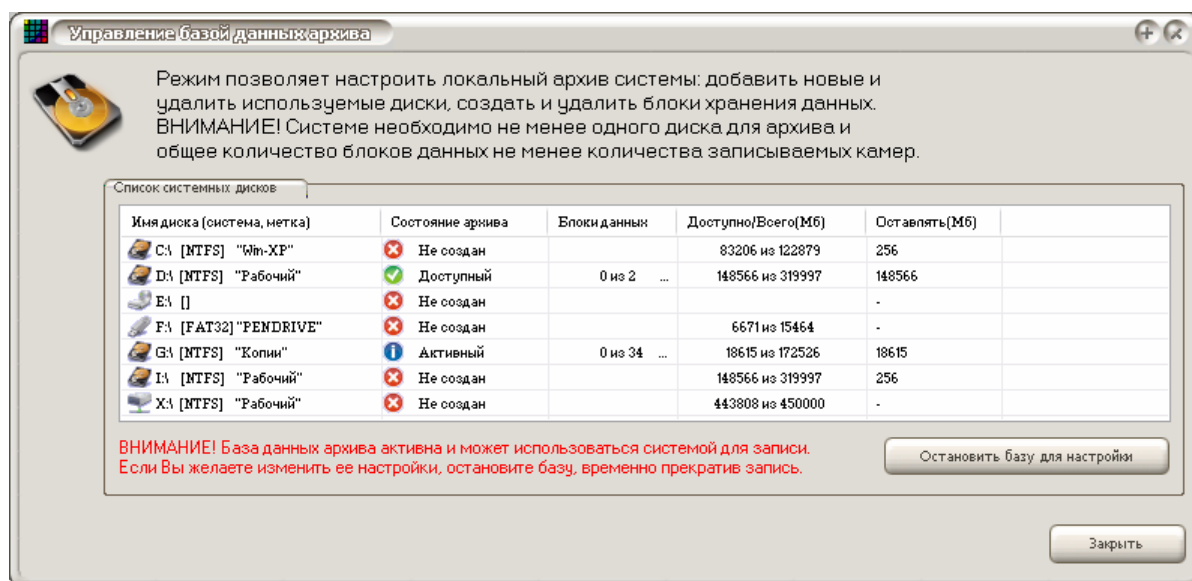 Управление базой данных архива
Режим позволяет настроить локальный архив системы: добавить новые и
удалить используемые диски, создать и удалить блоки хранения данных.
ВНИМАНИЕ! Системе необходимо не менее одного диска для архива и
общее количество блоков данных не менее количества записываемых камер.
Список системных дисков
Имя диска (система, метка) Состояние архива Блоки данных Доступно/Всего(Мб) Оставлять(Мб)
C:\ [NTFS] "Win-XP" Не создан 83206 из 122879 256
D:\ [NTFS] "Рабочий" Доступный 0 из 2 ... 148566 из 319997 148566
E:\ [] Не создан -
F:\ [FAT32] "PENDRIVE" Не создан 6671 из 15464 -
G:\ [NTFS] "Копии" Активный 0 из 34 ... 18615 из 172526 18615
I:\ [NTFS] "Рабочий" Не создан 148566 из 319997 256
X:\ [NTFS] "Рабочий" Не создан 443808 из 450000 -
ВНИМАНИЕ! База данных архива активна и может использоваться системой для записи.
Если Вы желаете изменить ее настройки, остановите базу, временно прекратив запись.
Остановить базу для настройки
Закрыть